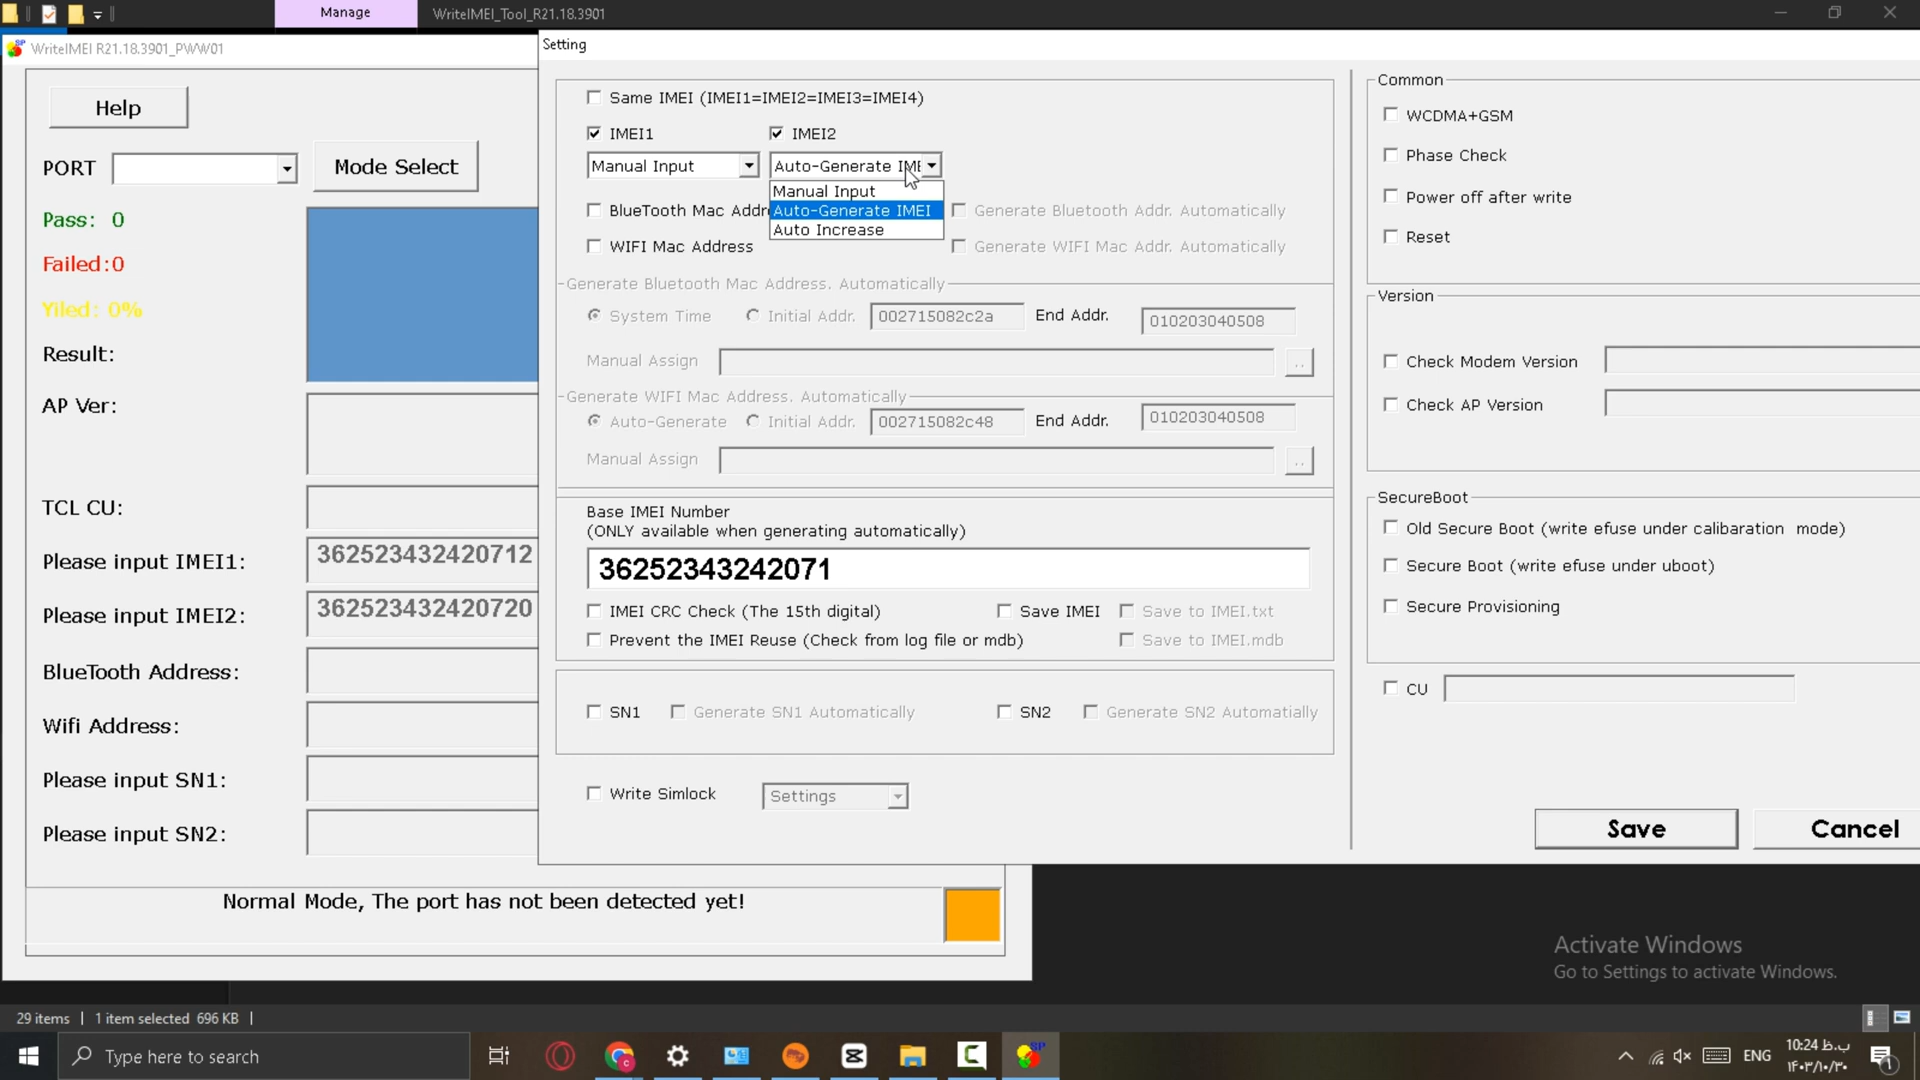 Manage
WriteIMEI_Tool_R21.18.3901
WriteIMEI R21.18.3901_PWW01
Help
PORT
Mode Select
Pass: 0
Failed:0
Yiled: 0%
Result:
AP Ver:
TCL CU:
Please input IMEI1: 362523432420712
Please input IMEI2: 362523432420720
BlueTooth Address:
Wifi Address:
Please input SN1:
Please input SN2:
Normal Mode, The port has not been detected yet!
Setting
Same IMEI (IMEI1=IMEI2=IMEI3=IMEI4)
IMEI1 IMEI2
Manual Input Auto-Generate IME
Manual Input
Auto-Generate IMEI
Auto Increase
BlueTooth Mac Addre Generate Bluetooth Addr. Automatically
WIFI Mac Address Generate WIFI Mac Addr. Automatically
Generate Bluetooth Mac Address. Automatically
System Time Initial Addr. 002715082c2a End Addr. 010203040508
Manual Assign ..
Generate WIFI Mac Address. Automatically
Auto-Generate Initial Addr. 002715082c48 End Addr. 010203040508
Manual Assign ..
Base IMEI Number
(ONLY available when generating automatically)
36252343242071
IMEI CRC Check (The 15th digital) Save IMEI Save to IMEI.txt
Prevent the IMEI Reuse (Check from log file or mdb) Save to IMEI.mdb
SN1 Generate SN1 Automatically SN2 Generate SN2 Automatially
Write Simlock Settings
Common
WCDMA+GSM
Phase Check
Power off after write
Reset
Version
Check Modem Version
Check AP Version
SecureBoot
Old Secure Boot (write efuse under calibaration mode)
Secure Boot (write efuse under uboot)
Secure Provisioning
CU
Save Cancel
Activate Windows
Go to Settings to activate Windows.
29 items 1 item selected 696 KB
Type here to search
ENG
10:24 ب.ظ
۱۴۰۳/۱۰/۳۰
1